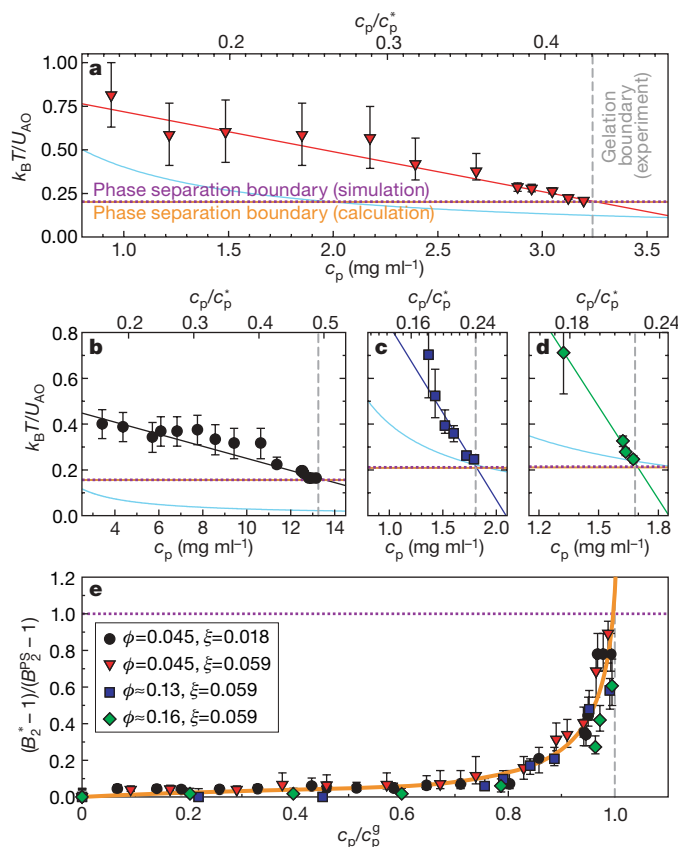 c_p/c_p^*
0.2 0.3 0.4
a
1.00
0.75
0.50
0.25
0.00
k_BT/U_AO
Gelation
boundary
(experiment)
Phase separation boundary (simulation)
Phase separation boundary (calculation)
1.0 1.5 2.0 2.5 3.0 3.5
c_p (mg ml⁻¹)
c_p/c_p^* c_p/c_p^* c_p/c_p^*
0.2 0.3 0.4 0.5 0.16 0.24 0.18 0.24
b c d
0.8
0.6
0.4
0.2
0.0
k_BT/U_AO
4 6 8 10 12 14 1.0 1.5 2.0 1.2 1.5 1.8
c_p (mg ml⁻¹) c_p (mg ml⁻¹) c_p (mg ml⁻¹)
e
1.2
1.0
0.8
0.6
0.4
0.2
0.0
(B_2^* − 1)/(B_2^PS − 1)
ϕ=0.045, ξ=0.018
ϕ=0.045, ξ=0.059
ϕ≈0.13, ξ=0.059
ϕ≈0.16, ξ=0.059
0 0.2 0.4 0.6 0.8 1.0
c_p/c_p^g